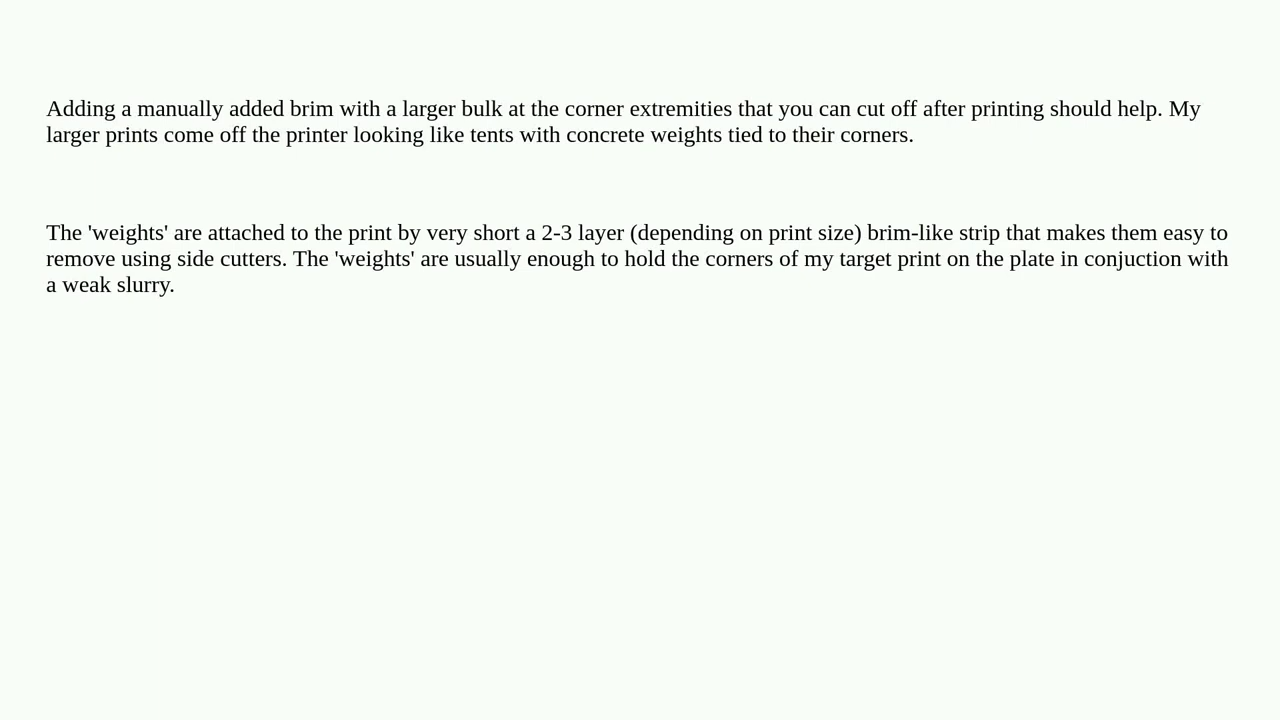 Adding a manually added brim with a larger bulk at the corner extremities that you can cut off after printing should help. My
larger prints come off the printer looking like tents with concrete weights tied to their corners.
The 'weights' are attached to the print by very short a 2-3 layer (depending on print size) brim-like strip that makes them easy to
remove using side cutters. The 'weights' are usually enough to hold the corners of my target print on the plate in conjuction with
a weak slurry.